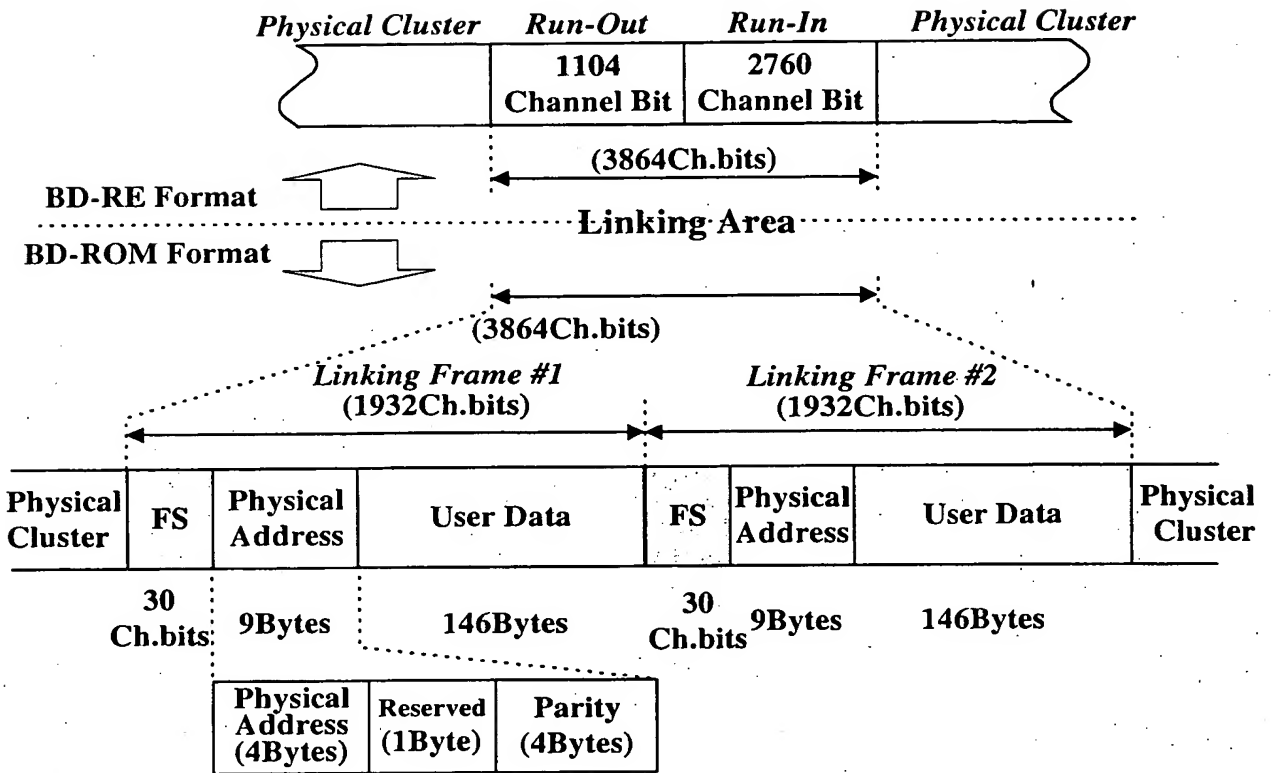 Physical Cluster Run-Out Run-In Physical Cluster
1104 2760
Channel Bit Channel Bit
(3864Ch.bits)
BD-RE Format
Linking Area
BD-ROM Format
(3864Ch.bits)
Linking Frame #1 Linking Frame #2
(1932Ch.bits) (1932Ch.bits)
Physical Cluster FS Physical Address User Data FS Physical Address User Data Physical Cluster
30 Ch.bits 9Bytes 146Bytes 30 Ch.bits 9Bytes 146Bytes
Physical Address (4Bytes) Reserved (1Byte) Parity (4Bytes)